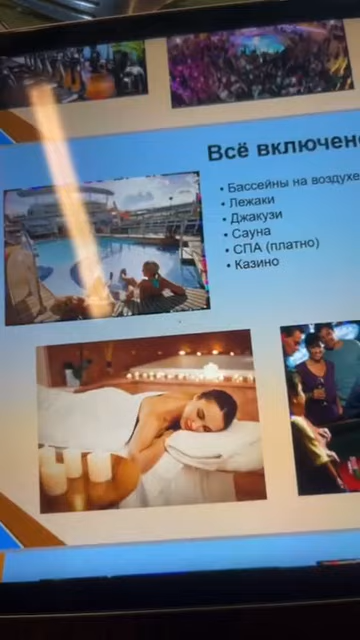 Всё включен
• Бассейны на воздухе
• Лежаки
• Джакузи
• Сауна
• СПА (платно)
• Казино